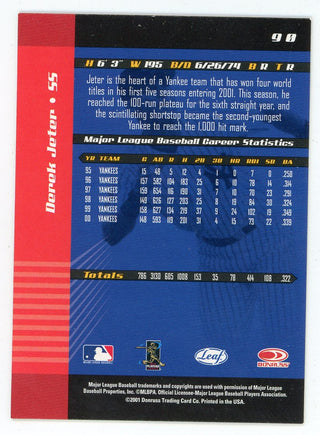 90
H 6' 3" W 195 B/D 6/26/74 B R T R
Jeter is the heart of a Yankee team that has won four world
titles in his first five seasons entering 2001. This season, he
reached the 100-run plateau for the sixth straight year, and
the scintillating shortstop became the second-youngest
Yankee to reach the 1,000 hit mark.
Derek Jeter • SS
Major League Baseball Career Statistics
YR TEAM G AB R H 2B 3B HR RBI SB BA
95 YANKEES 15 48 5 12 4 1 0 7 0 .250
96 YANKEES 157 582 104 183 25 6 10 78 14 .314
97 YANKEES 159 654 116 190 31 7 10 70 23 .291
98 YANKEES 149 626 127 203 25 8 19 84 30 .324
99 YANKEES 158 627 134 219 37 9 24 102 19 .349
00 YANKEES 148 593 119 201 31 4 15 73 22 .339
Totals 786 3130 605 1008 153 35 78 414 108 .322
PLAYERS
Leaf
DONRUSS
Major League Baseball trademarks and copyrights are used with permission of Major League
Baseball Properties, Inc. ©MLBPA. Official Licensee-Major League Baseball Players Association.
©2001 Donruss Trading Card Co. Printed in the USA.